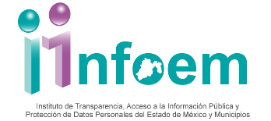 infoem
Instituto de Transparencia, Acceso a la Información Pública y
Protección de Datos Personales del Estado de México y Municipios